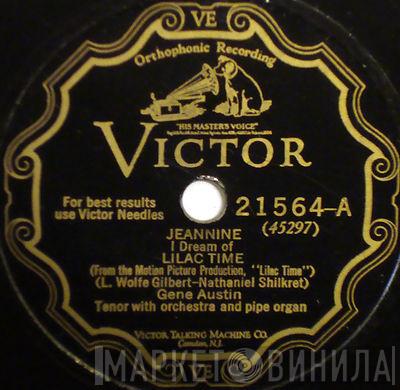 VE
Orthophonic Recording
"HIS MASTER'S VOICE"
VICTOR
For best results
use Victor Needles
21564-A
(45297)
JEANNINE
I Dream of
LILAC TIME
(From the Motion Picture Production, "Lilac Time")
(L. Wolfe Gilbert-Nathaniel Shilkret)
Gene Austin
Tenor with orchestra and pipe organ
VICTOR TALKING MACHINE CO.
Camden, N.J.
VE
МАРКЕТ ВИНИЛА